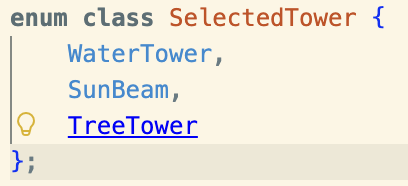 enum class SelectedTower {
    WaterTower,
    SunBeam,
    TreeTower
};